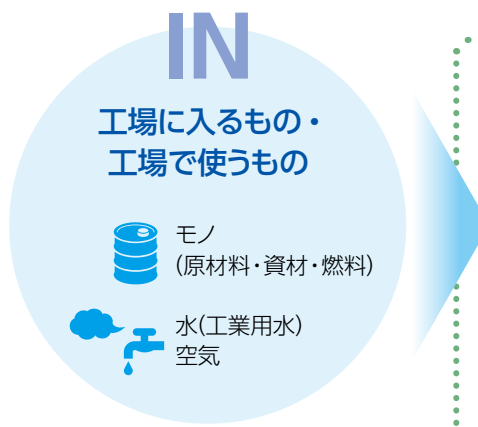 IN
工場に入るもの・
工場で使うもの
モノ
(原材料・資材・燃料)
水(工業用水)
空気